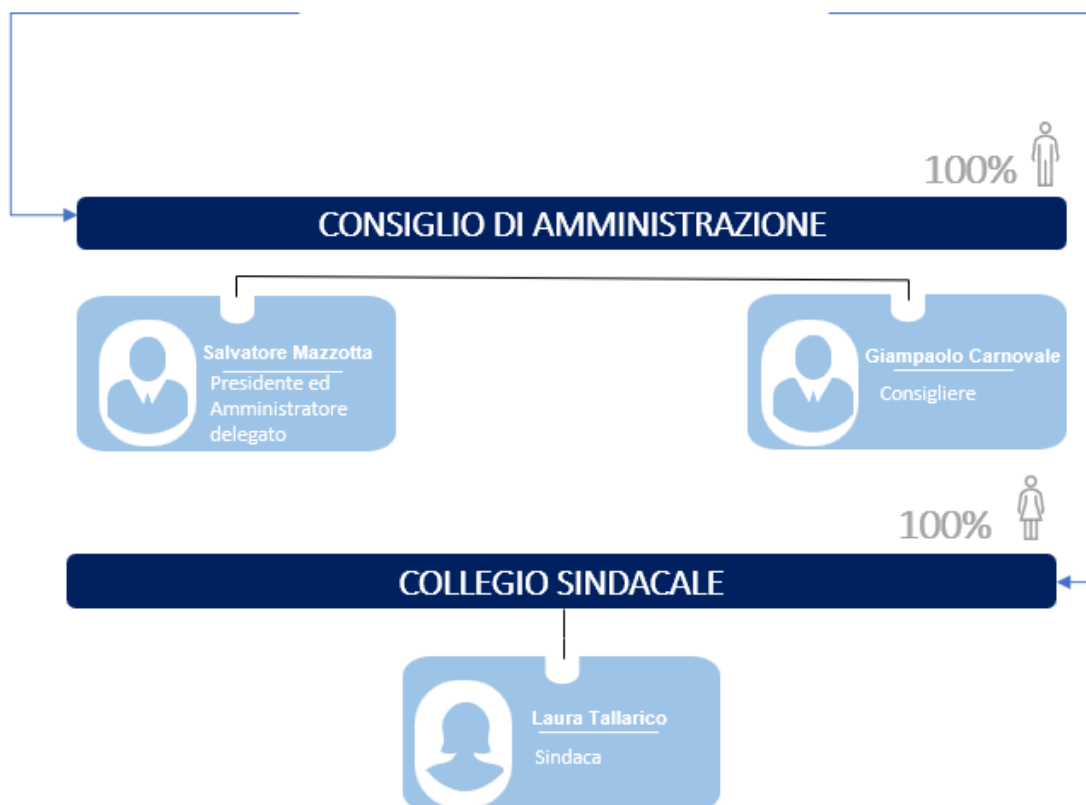 100%
CONSIGLIO DI AMMINISTRAZIONE
Salvatore Mazzotta
Presidente ed
Amministratore
delegato
Giampaolo Carnovale
Consigliere
100%
COLLEGIO SINDACALE
Laura Tallarico
Sindaca